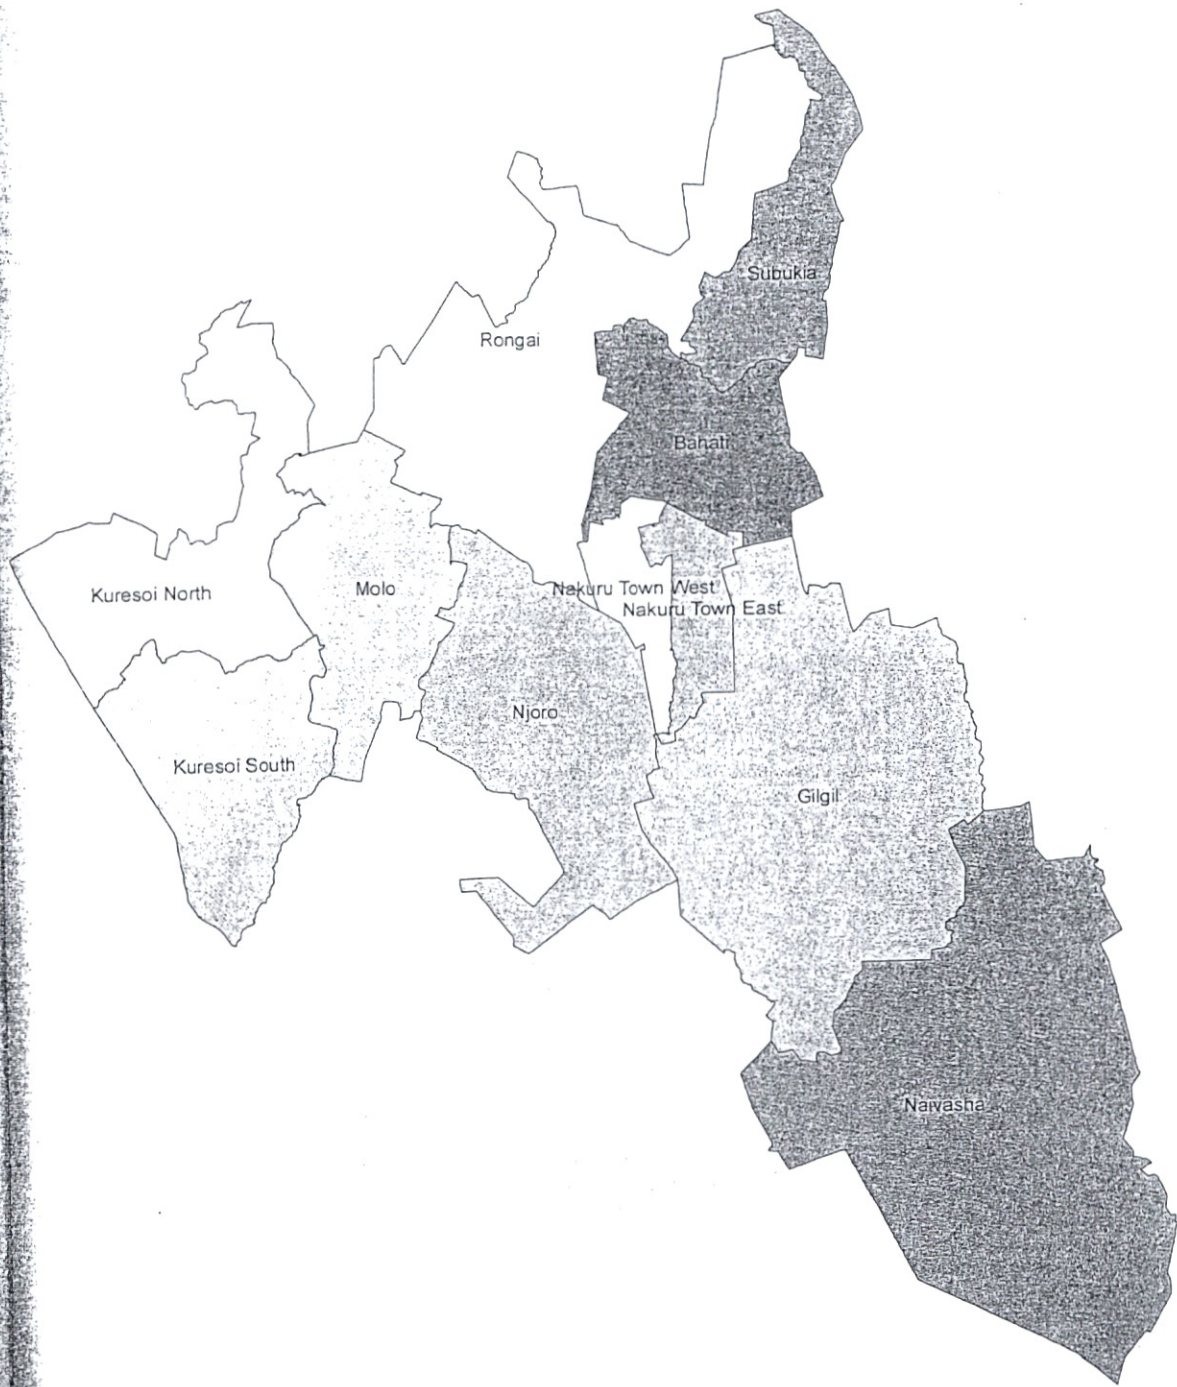 Subukia
Rongai
Bahati
Kuresoi North
Molo
Nakuru Town West
Nakuru Town East
Njoro
Kuresoi South
Gilgil
Naivasha